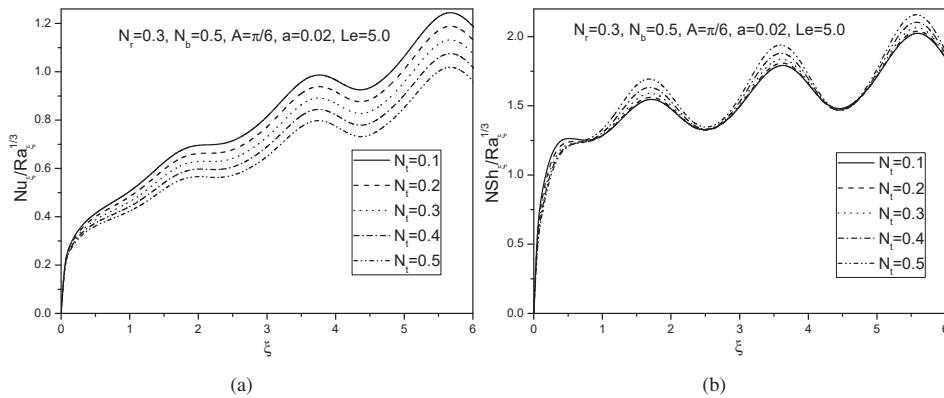 N_r=0.3, N_b=0.5, A=π/6, a=0.02, Le=5.0
Nu_ξ/Ra_ξ^1/3
1.2
1.0
0.8
0.6
0.4
0.2
0.0
N_t=0.1
N_t=0.2
N_t=0.3
N_t=0.4
N_t=0.5
0 1 2 3 4 5 6
ξ
(a)
N_r=0.3, N_b=0.5, A=π/6, a=0.02, Le=5.0
NSh_ξ/Ra_ξ^1/3
2.0
1.5
1.0
0.5
0.0
N_t=0.1
N_t=0.2
N_t=0.3
N_t=0.4
N_t=0.5
0 1 2 3 4 5 6
ξ
(b)